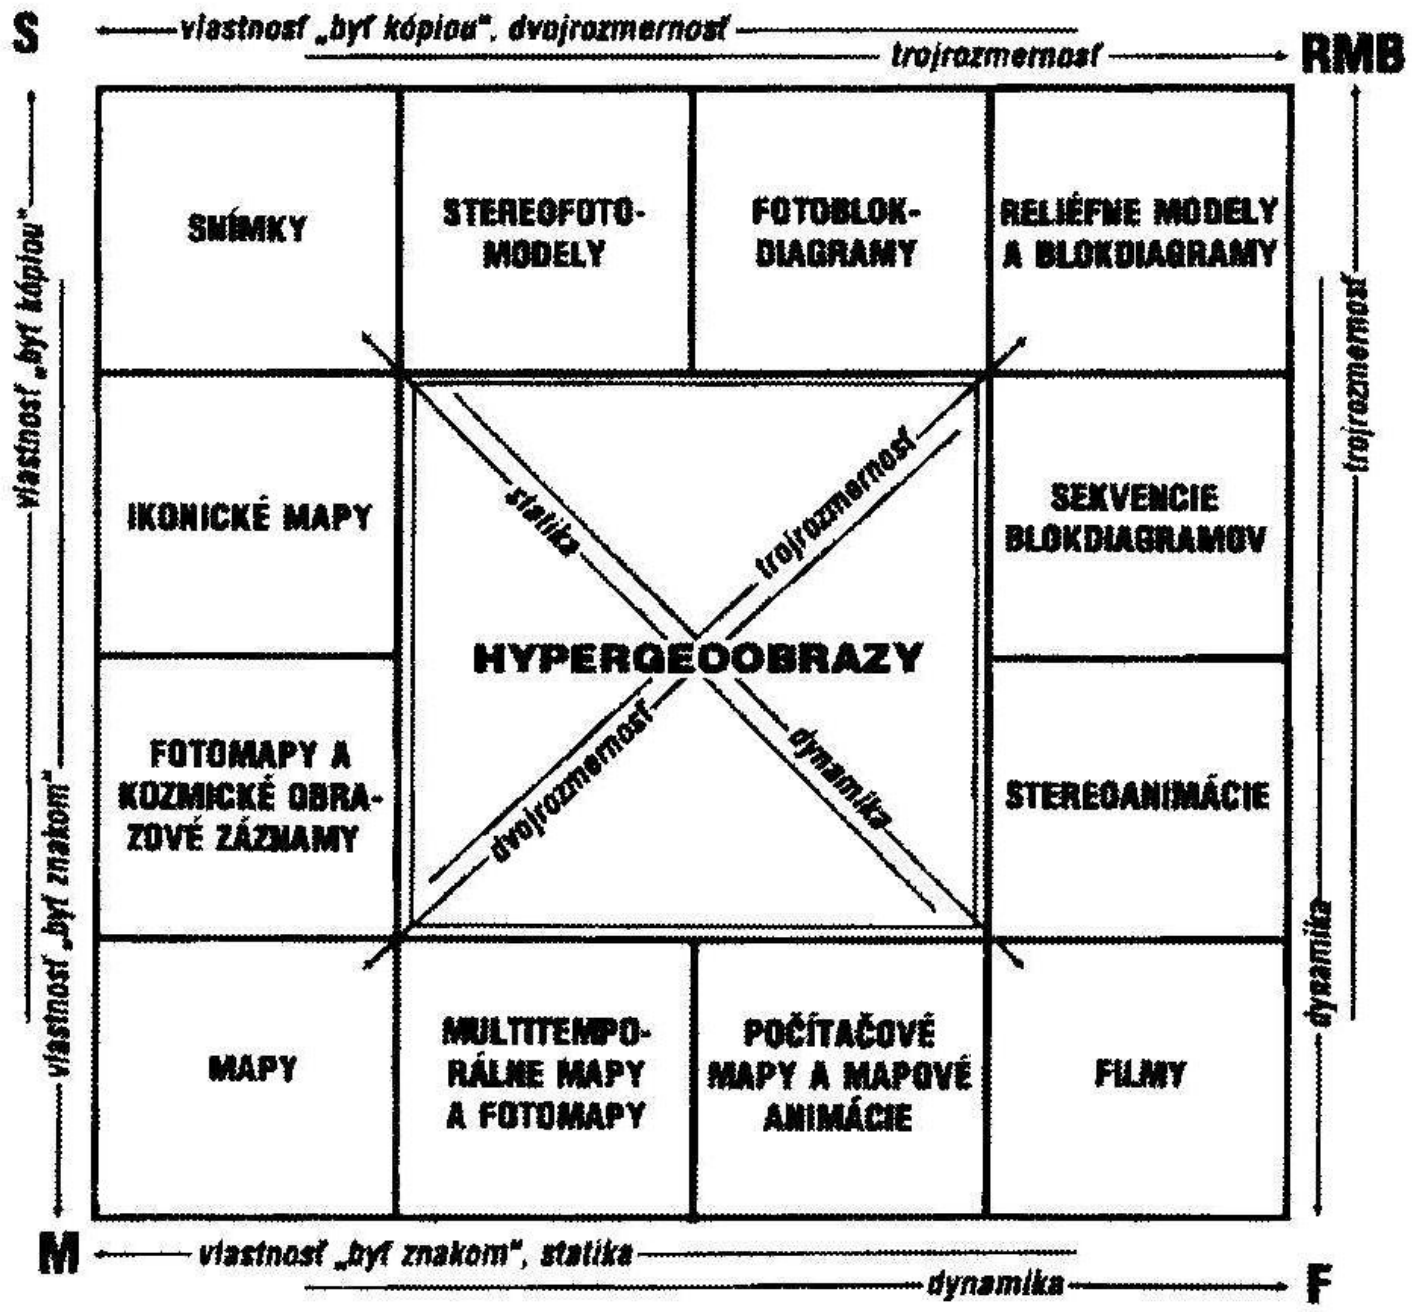 S
vlastnosť „byť kópiou“, dvojrozmernosť
trojrozmernosť
RMB
vlastnosť „byť kópiou“
vlastnosť „byť znakom“
SNÍMKY
STEREOFOTO-
MODELY
FOTOBLOK-
DIAGRAMY
RELIÉFNE MODELY
A BLOKDIAGRAMY
trojrozmernosť
dynamika
IKONICKÉ MAPY
statika
trojrozmernosť
SEKVENCIE
BLOKDIAGRAMOV
HYPERGEOOBRAZY
FOTOMAPY A
KOZMICKÉ OBRA-
ZOVÉ ZÁZNAMY
dvojrozmernosť
dynamika
STEREOANIMÁCIE
MAPY
MULTITEMPO-
RÁLNE MAPY
A FOTOMAPY
POČÍTAČOVÉ
MAPY A MAPOVÉ
ANIMÁCIE
FILMY
M
vlastnosť „byť znakom“, statika
dynamika
F